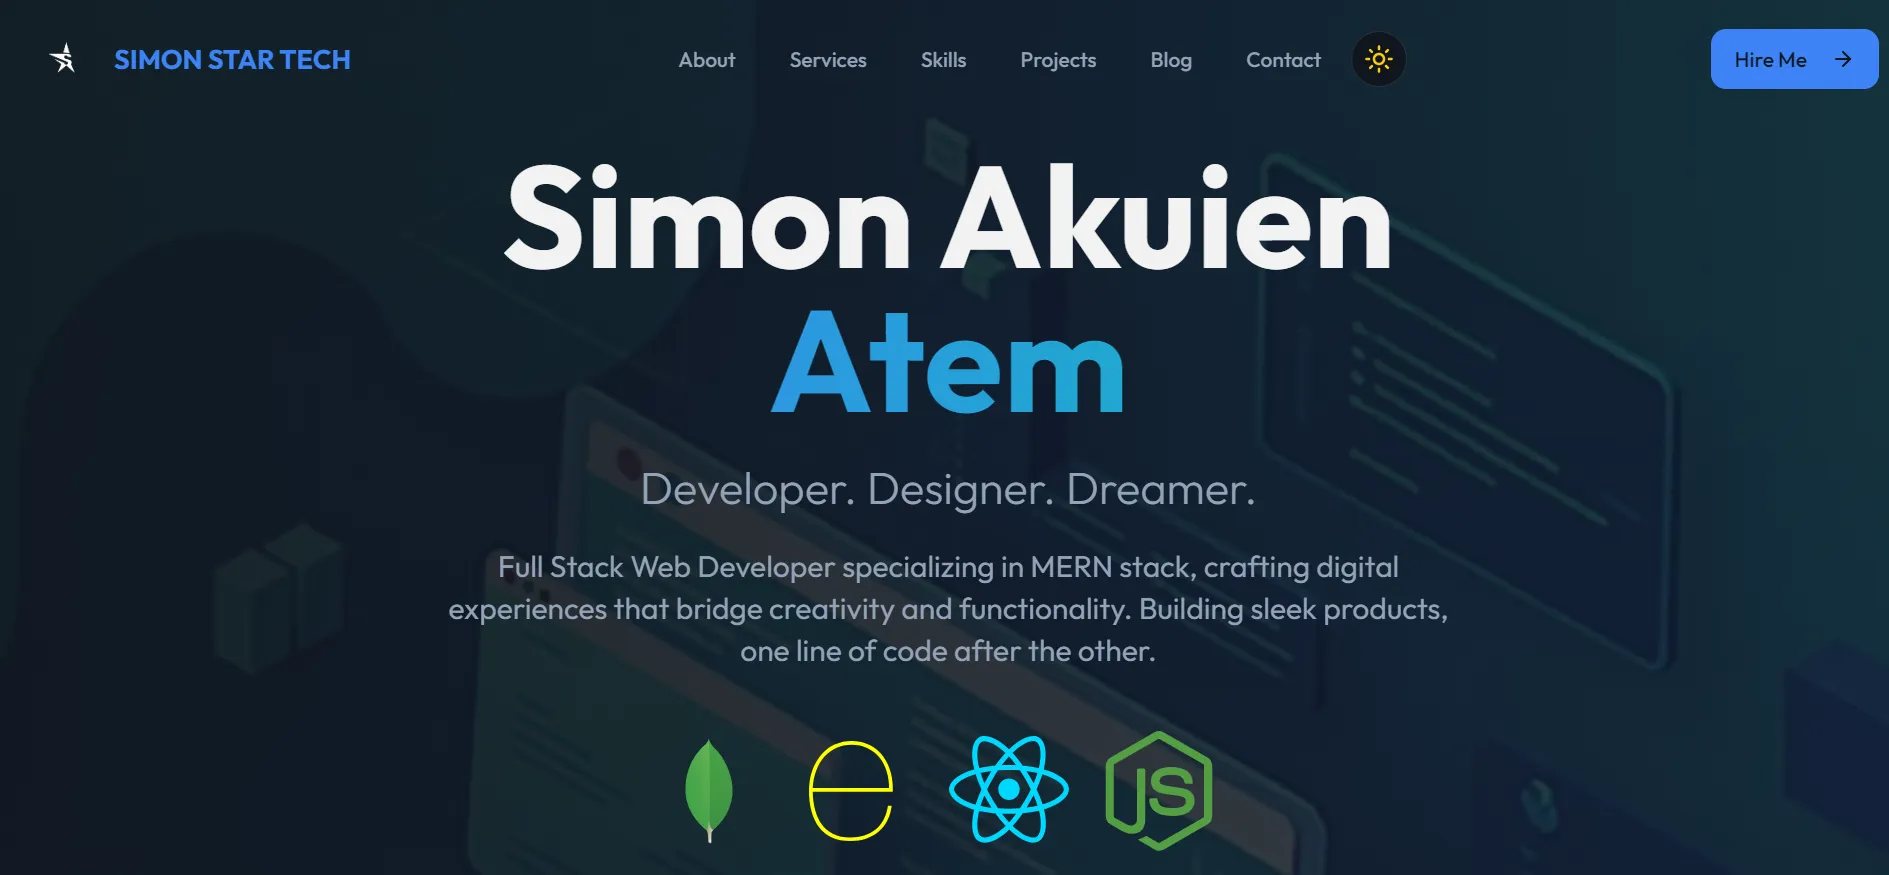 SIMON STAR TECH
About
Services
Skills
Projects
Blog
Contact
Hire Me
Simon Akuien
Atem
Developer. Designer. Dreamer.
Full Stack Web Developer specializing in MERN stack, crafting digital
experiences that bridge creativity and functionality. Building sleek products,
one line of code after the other.
e
JS